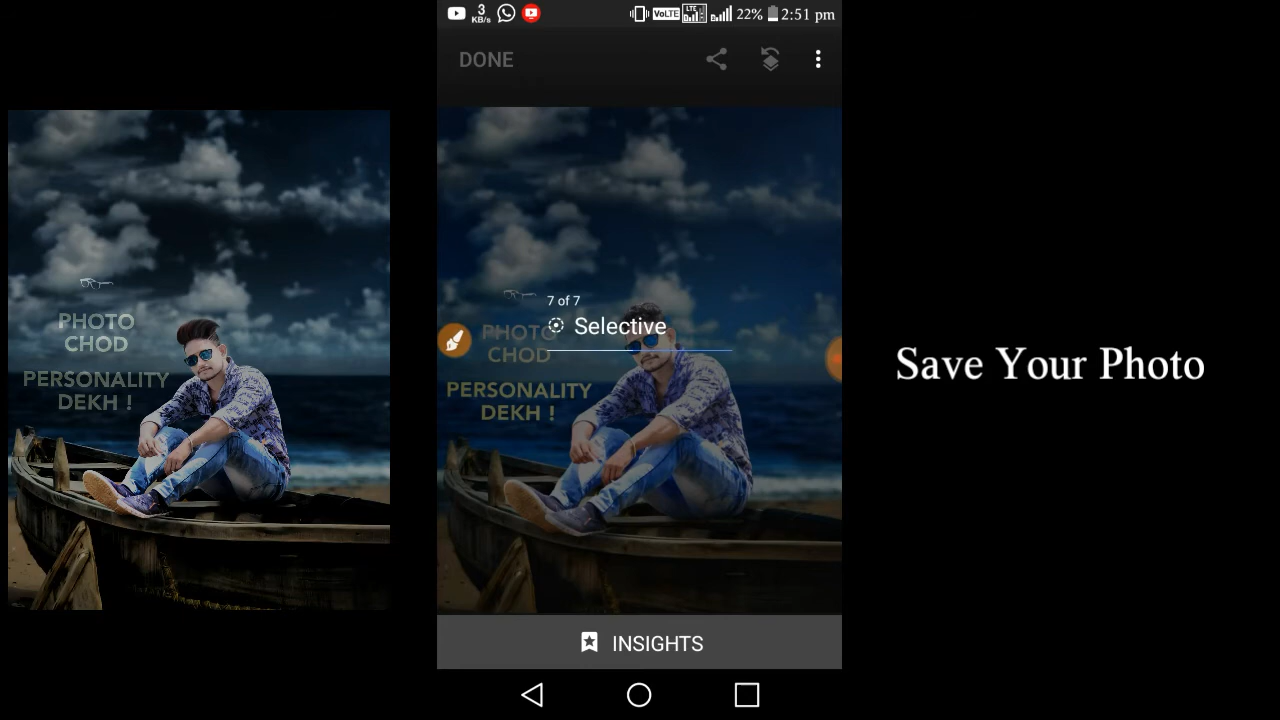 3
KB/s
VoLTE
LTE
22%
2:51 pm
DONE
PHOTO
CHOD
PERSONALITY
DEKH !
7 of 7
Selective
PHOTO
CHOD
PERSONALITY
DEKH !
INSIGHTS
Save Your Photo